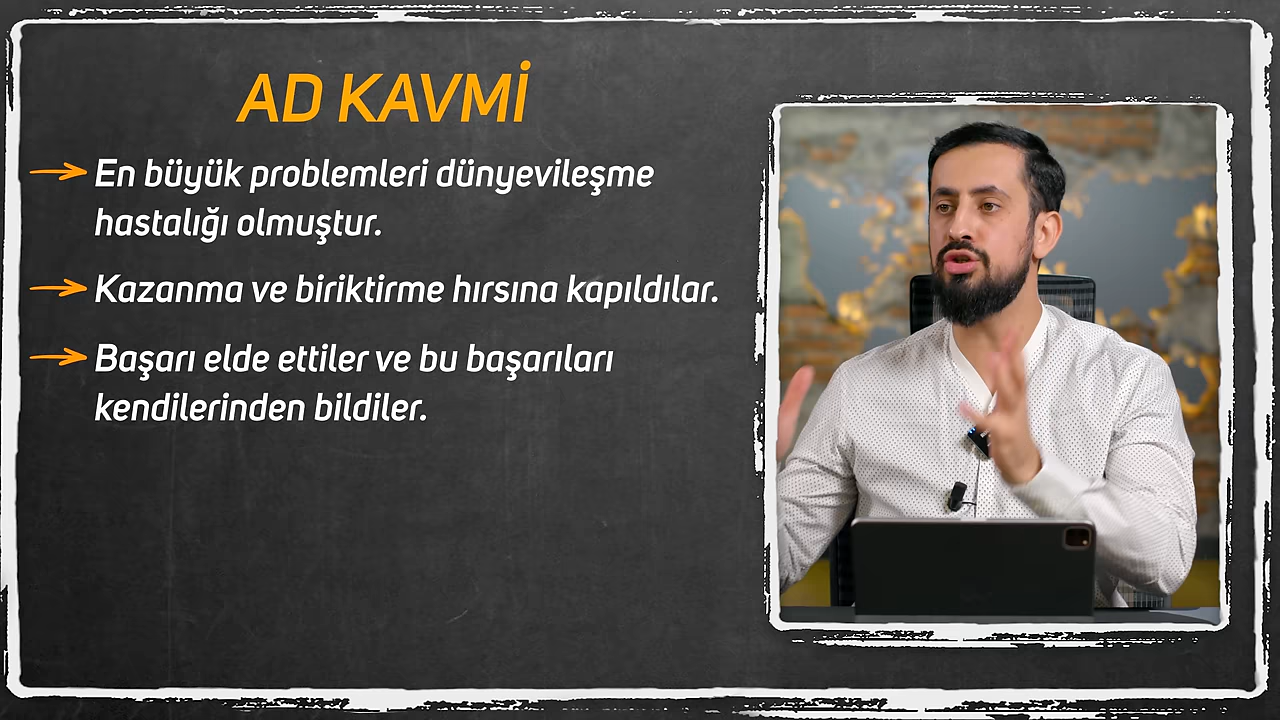 AD KAVMİ
En büyük problemleri dünyevileşme
hastalığı olmuştur.
Kazanma ve biriktirme hırsına kapıldılar.
Başarı elde ettiler ve bu başarıları
kendilerinden bildiler.